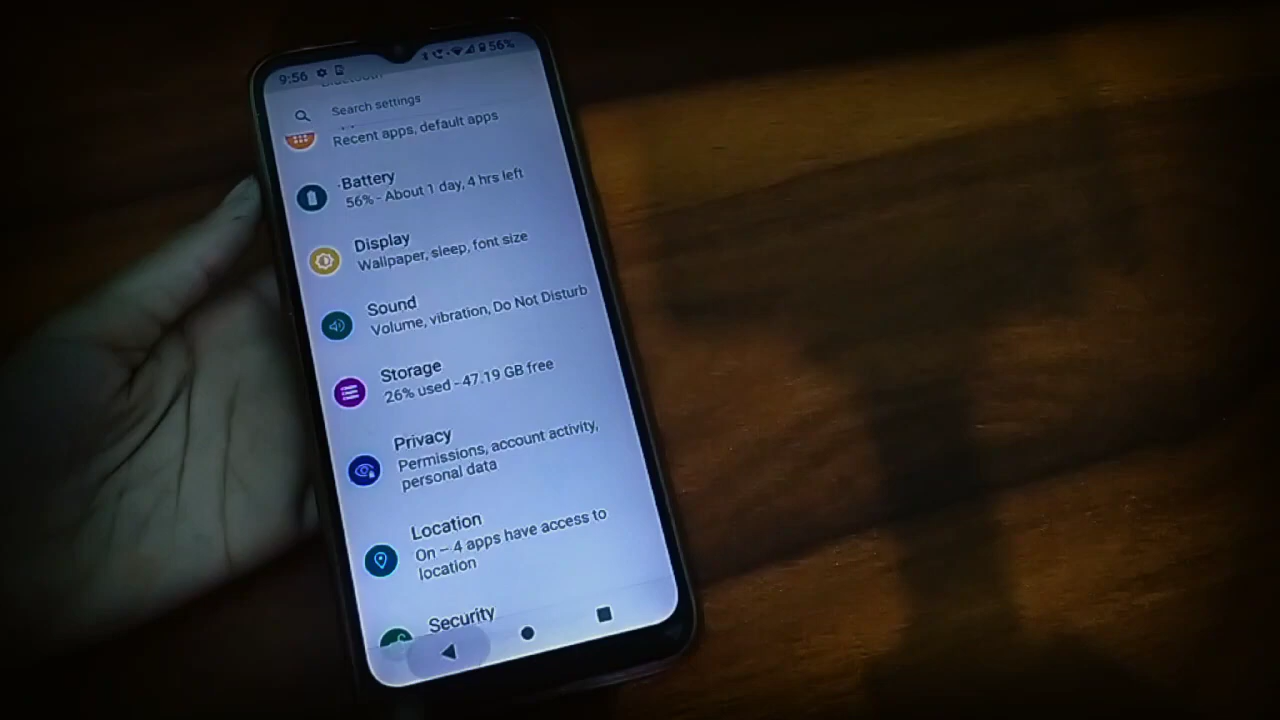 9:56 56%
Bluetooth
Search settings
Recent apps, default apps
Battery
56% - About 1 day, 4 hrs left
Display
Wallpaper, sleep, font size
Sound
Volume, vibration, Do Not Disturb
Storage
26% used - 47.19 GB free
Privacy
Permissions, account activity,
personal data
Location
On – 4 apps have access to
location
Security